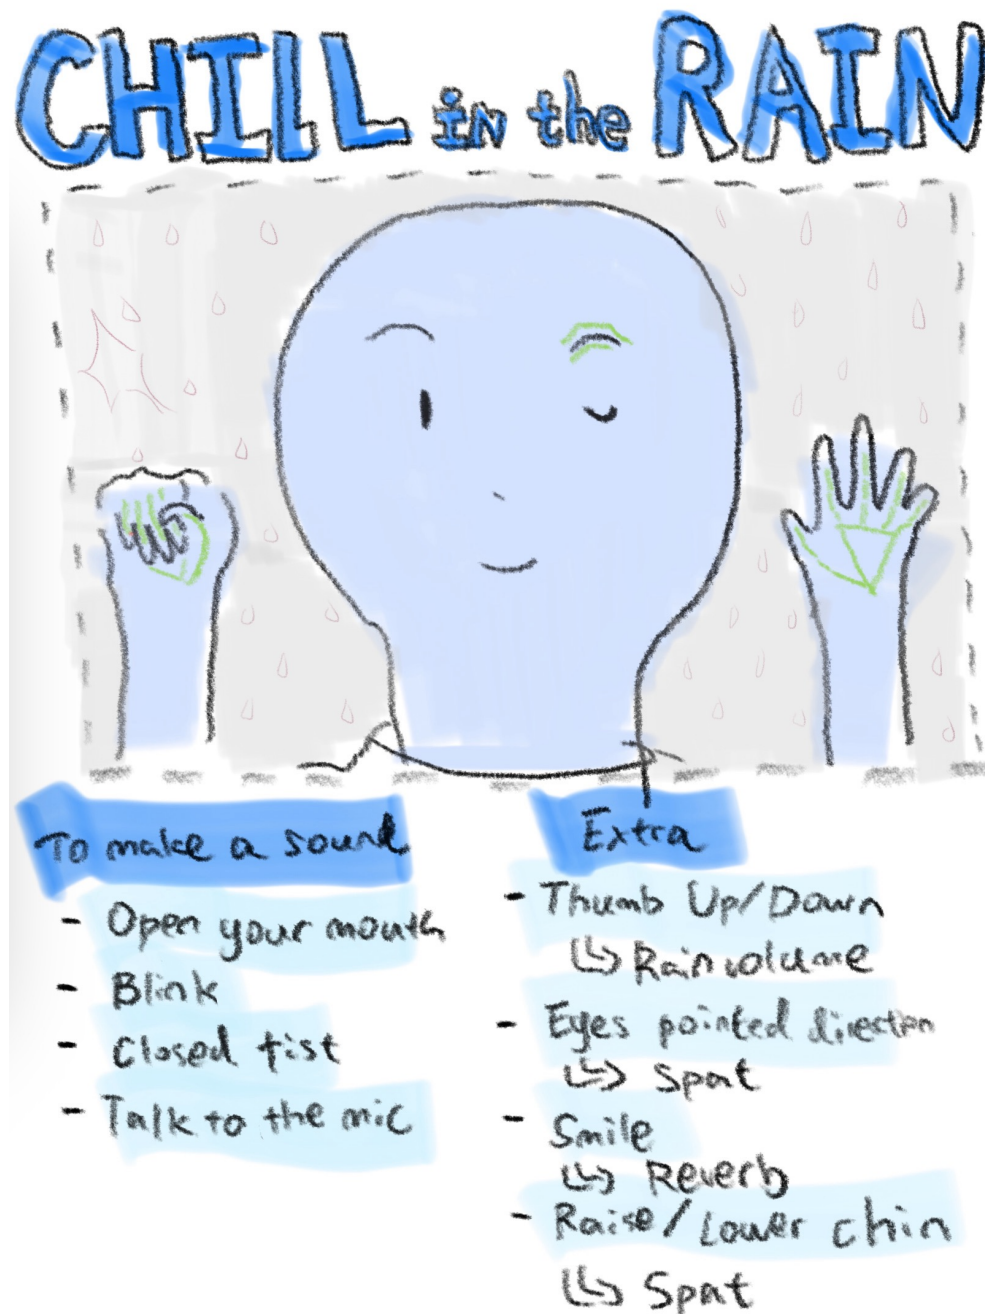 CHILL in the RAIN
To make a sound
- Open your mouth
- Blink
- Closed fist
- Talk to the mic
Extra
- Thumb Up/Down
↳ Rain volume
- Eyes pointed direction
↳ Spat
- Smile
↳ Reverb
- Raise/Lower chin
↳ Spat